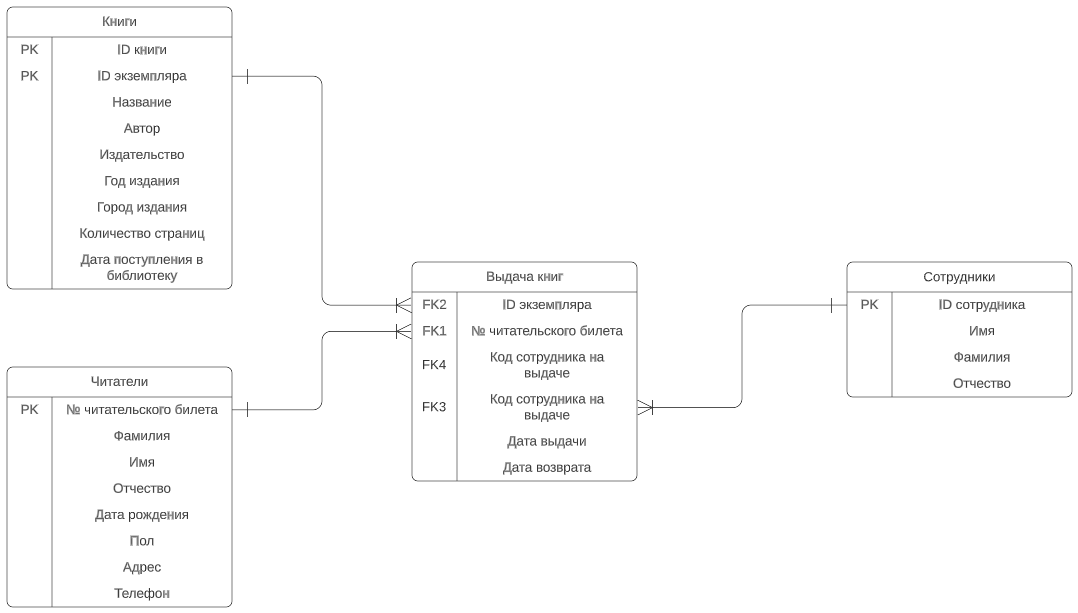 Книги
PK ID книги
PK ID экземпляра
Название
Автор
Издательство
Год издания
Город издания
Количество страниц
Дата поступления в
библиотеку
Читатели
PK № читательского билета
Фамилия
Имя
Отчество
Дата рождения
Пол
Адрес
Телефон
Выдача книг
FK2 ID экземпляра
FK1 № читательского билета
FK4 Код сотрудника на
выдаче
FK3 Код сотрудника на
выдаче
Дата выдачи
Дата возврата
Сотрудники
PK ID сотрудника
Имя
Фамилия
Отчество